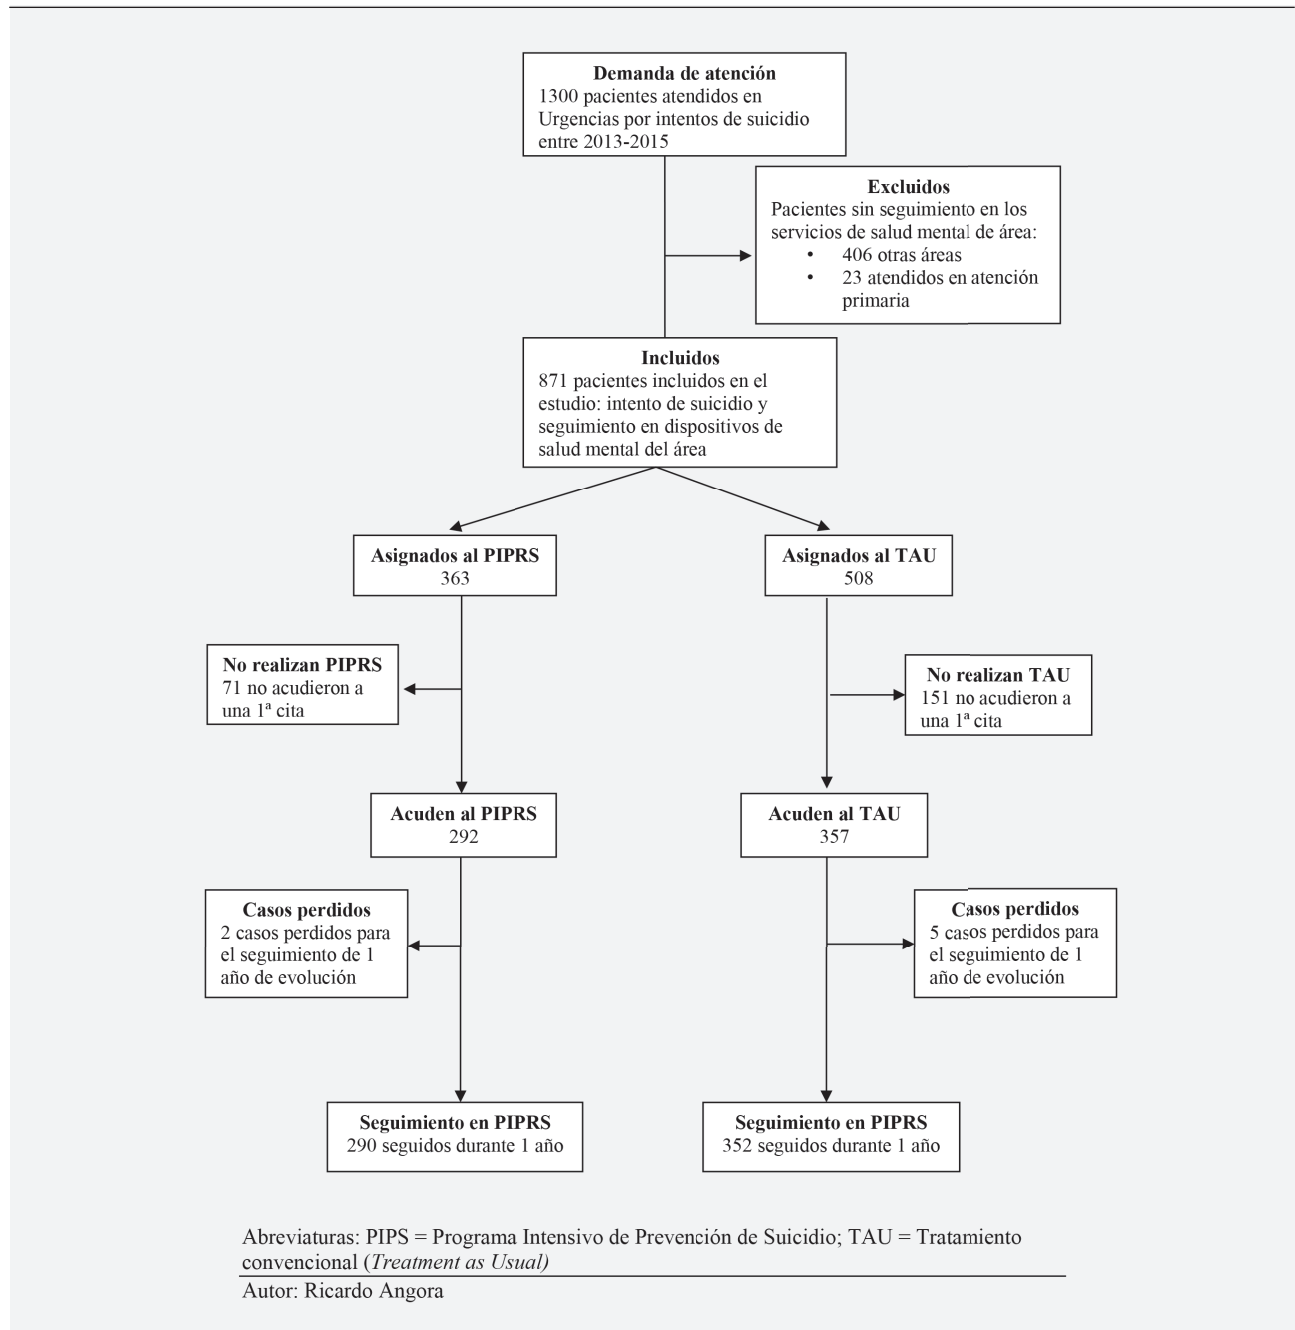 Demanda de atención
1300 pacientes atendidos en
Urgencias por intentos de suicidio
entre 2013-2015
Excluidos
Pacientes sin seguimiento en los
servicios de salud mental de área:
• 406 otras áreas
• 23 atendidos en atención
primaria
Incluidos
871 pacientes incluidos en el
estudio: intento de suicidio y
seguimiento en dispositivos de
salud mental del área
Asignados al PIPRS
363
Asignados al TAU
508
No realizan PIPRS
71 no acudieron a
una 1ª cita
No realizan TAU
151 no acudieron a
una 1ª cita
Acuden al PIPRS
292
Acuden al TAU
357
Casos perdidos
2 casos perdidos para
el seguimiento de 1
año de evolución
Casos perdidos
5 casos perdidos para
el seguimiento de 1
año de evolución
Seguimiento en PIPRS
290 seguidos durante 1 año
Seguimiento en PIPRS
352 seguidos durante 1 año
Abreviaturas: PIPS = Programa Intensivo de Prevención de Suicidio; TAU = Tratamiento
convencional (Treatment as Usual)
Autor: Ricardo Angora